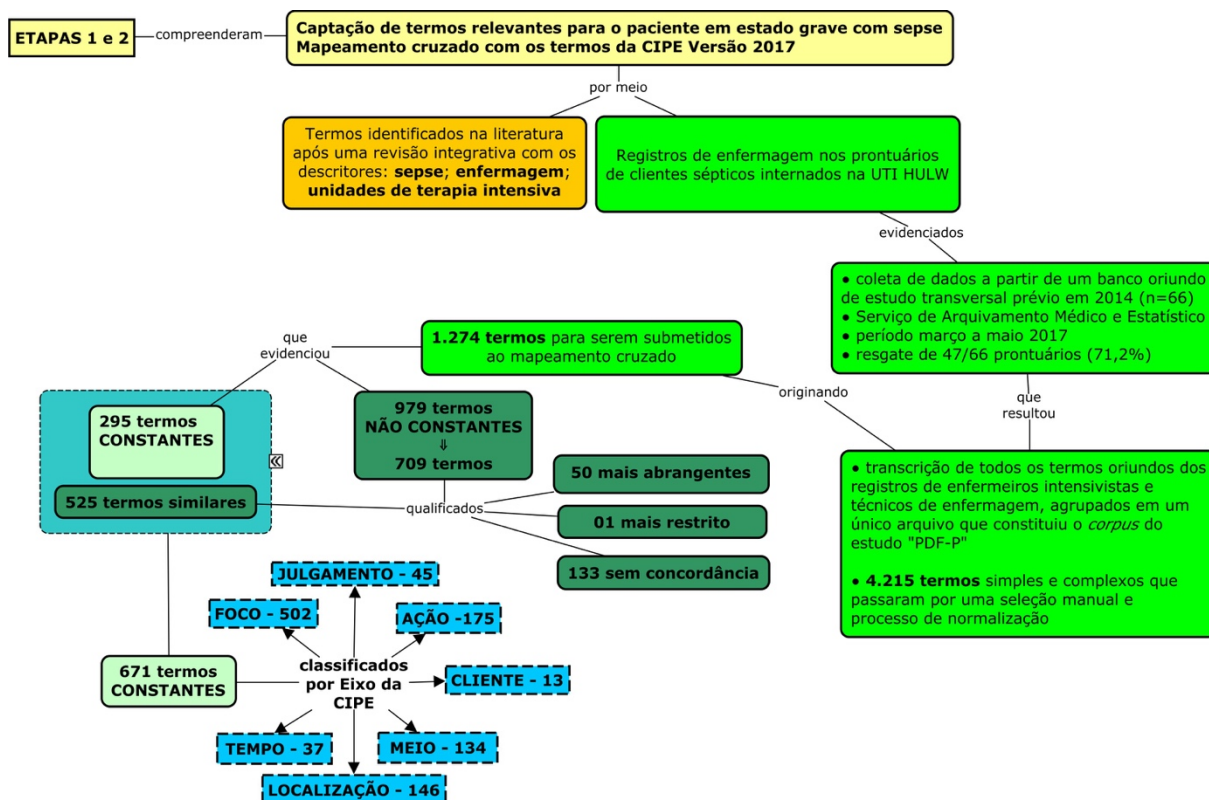 ETAPAS 1 e 2
compreenderam
Captação de termos relevantes para o paciente em estado grave com sepse
Mapeamento cruzado com os termos da CIPE Versão 2017
por meio
Termos identificados na literatura
após uma revisão integrativa com os
descritores: sepse; enfermagem;
unidades de terapia intensiva
Registros de enfermagem nos prontuários
de clientes sépticos internados na UTI HULW
evidenciados
● coleta de dados a partir de um banco oriundo
de estudo transversal prévio em 2014 (n=66)
● Serviço de Arquivamento Médico e Estatístico
● período março a maio 2017
● resgate de 47/66 prontuários (71,2%)
que
resultou
● transcrição de todos os termos oriundos dos
registros de enfermeiros intensivistas e
técnicos de enfermagem, agrupados em um
único arquivo que constituiu o corpus do
estudo "PDF-P"
● 4.215 termos simples e complexos que
passaram por uma seleção manual e
processo de normalização
originando
1.274 termos para serem submetidos
ao mapeamento cruzado
que
evidenciou
295 termos
CONSTANTES
979 termos
NÃO CONSTANTES
⇓
709 termos
525 termos similares
qualificados
50 mais abrangentes
01 mais restrito
133 sem concordância
671 termos
CONSTANTES
classificados
por Eixo da
CIPE
JULGAMENTO - 45
FOCO - 502
AÇÃO -175
CLIENTE - 13
TEMPO - 37
MEIO - 134
LOCALIZAÇÃO - 146